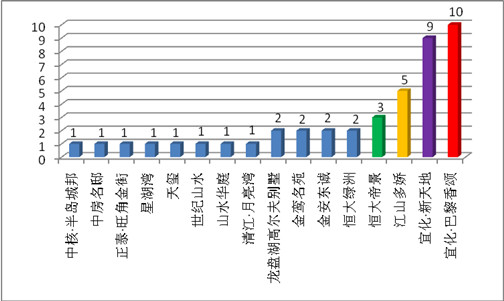 10
9
8
7
6
5
4
3
2
1
0
1 1 1 1 1 1 1 1 2 2 2 2 3 5 9 10
中核·半岛城邦
中房名邸
正泰·旺角金街
星湖湾
天玺
世纪山水
山水华庭
清江·月亮湾
龙盘湖高尔夫别墅
金鹭名苑
金安东诚
恒大绿洲
恒大帝景
江山多娇
宜化·新天地
宜化·巴黎香颂